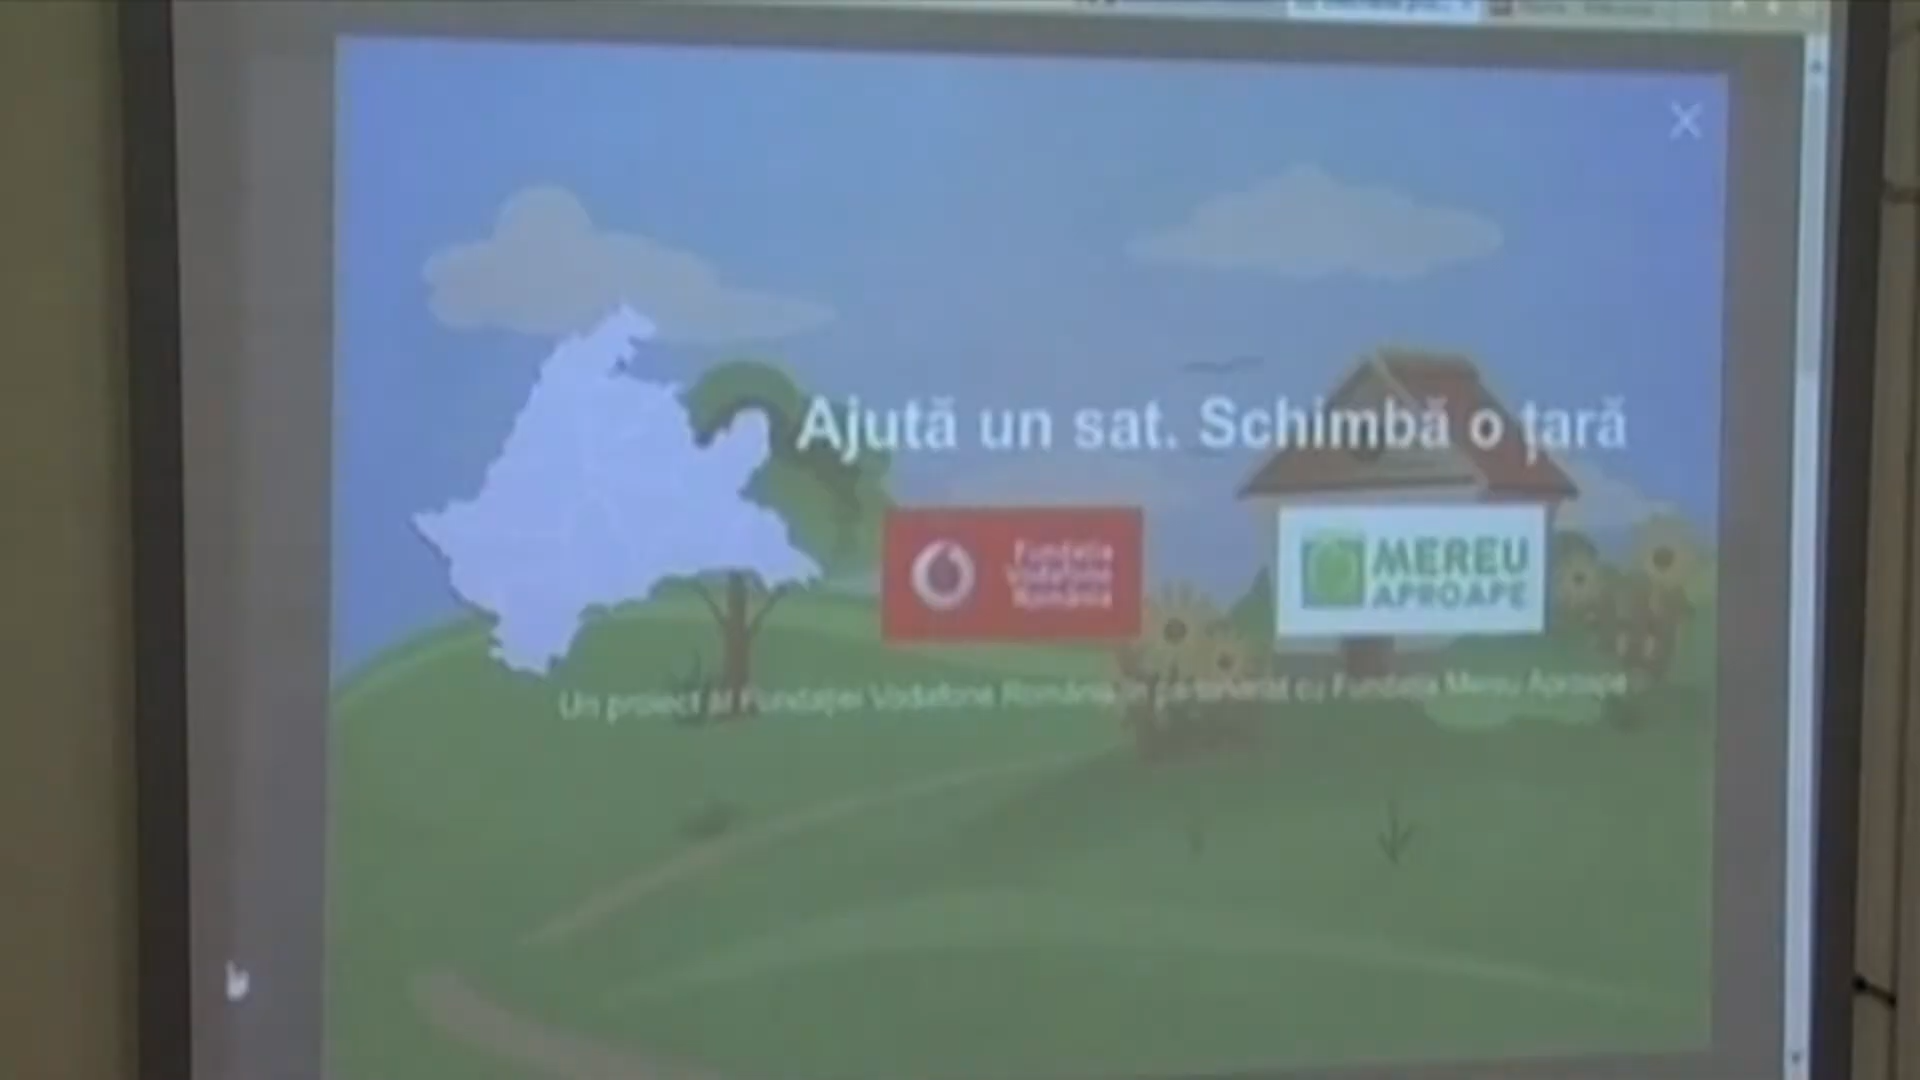 Ajută un sat. Schimbă o țară
Fundația
Vodafone
România
MEREU
APROAPE
Un proiect al Fundației Vodafone România în parteneriat cu Fundația Mereu Aproape